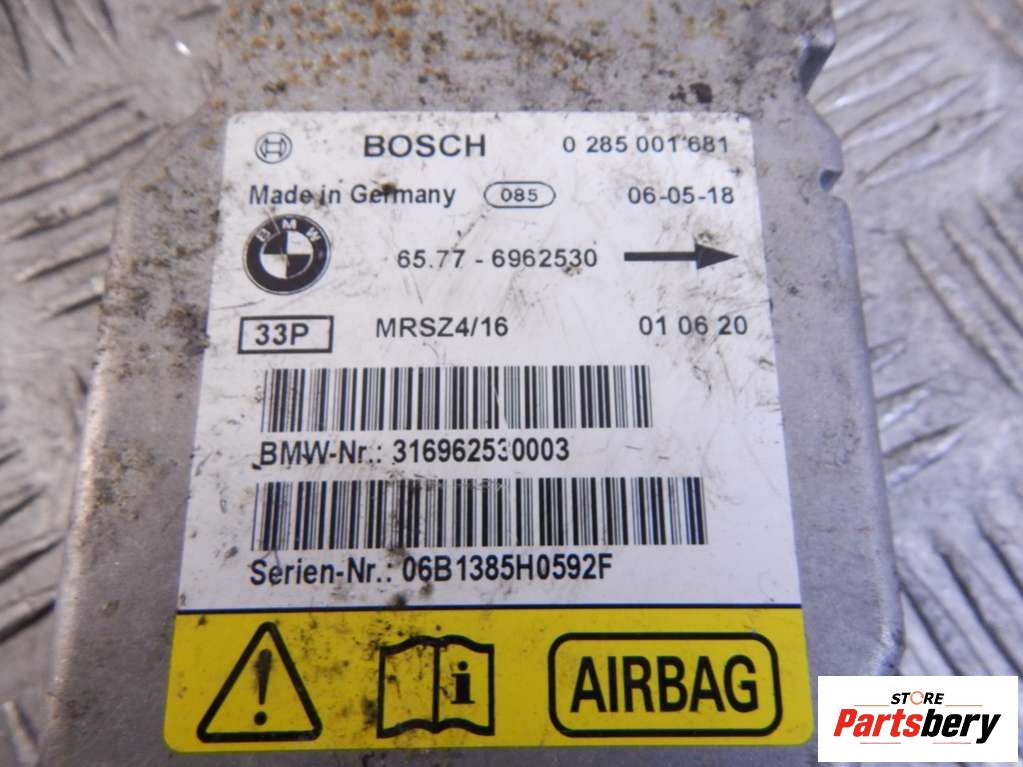 BOSCH 0 285 001 681
Made in Germany 085 06-05-18
BMW 65.77 - 6962530
33P MRSZ4/16 01 06 20
BMW-Nr.: 316962530003
Serien-Nr.: 06B1385H0592F
AIRBAG
STORE
Partsbery